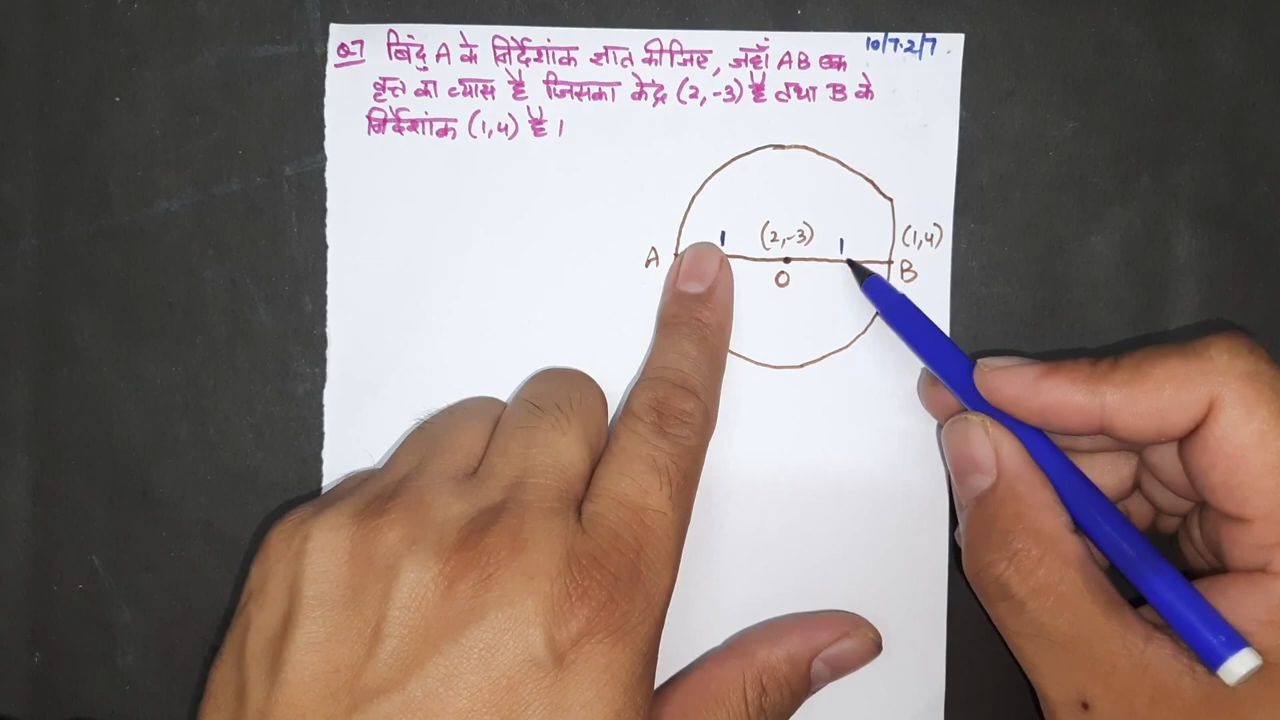 Q7 बिंदु A के निर्देशांक ज्ञात कीजिए, जहाँ AB एक
10/7.2/7
वृत्त का व्यास है जिसका केंद्र (2,-3) है तथा B के
निर्देशांक (1,4) है।
(2,-3)
(1,4)
A
O
B